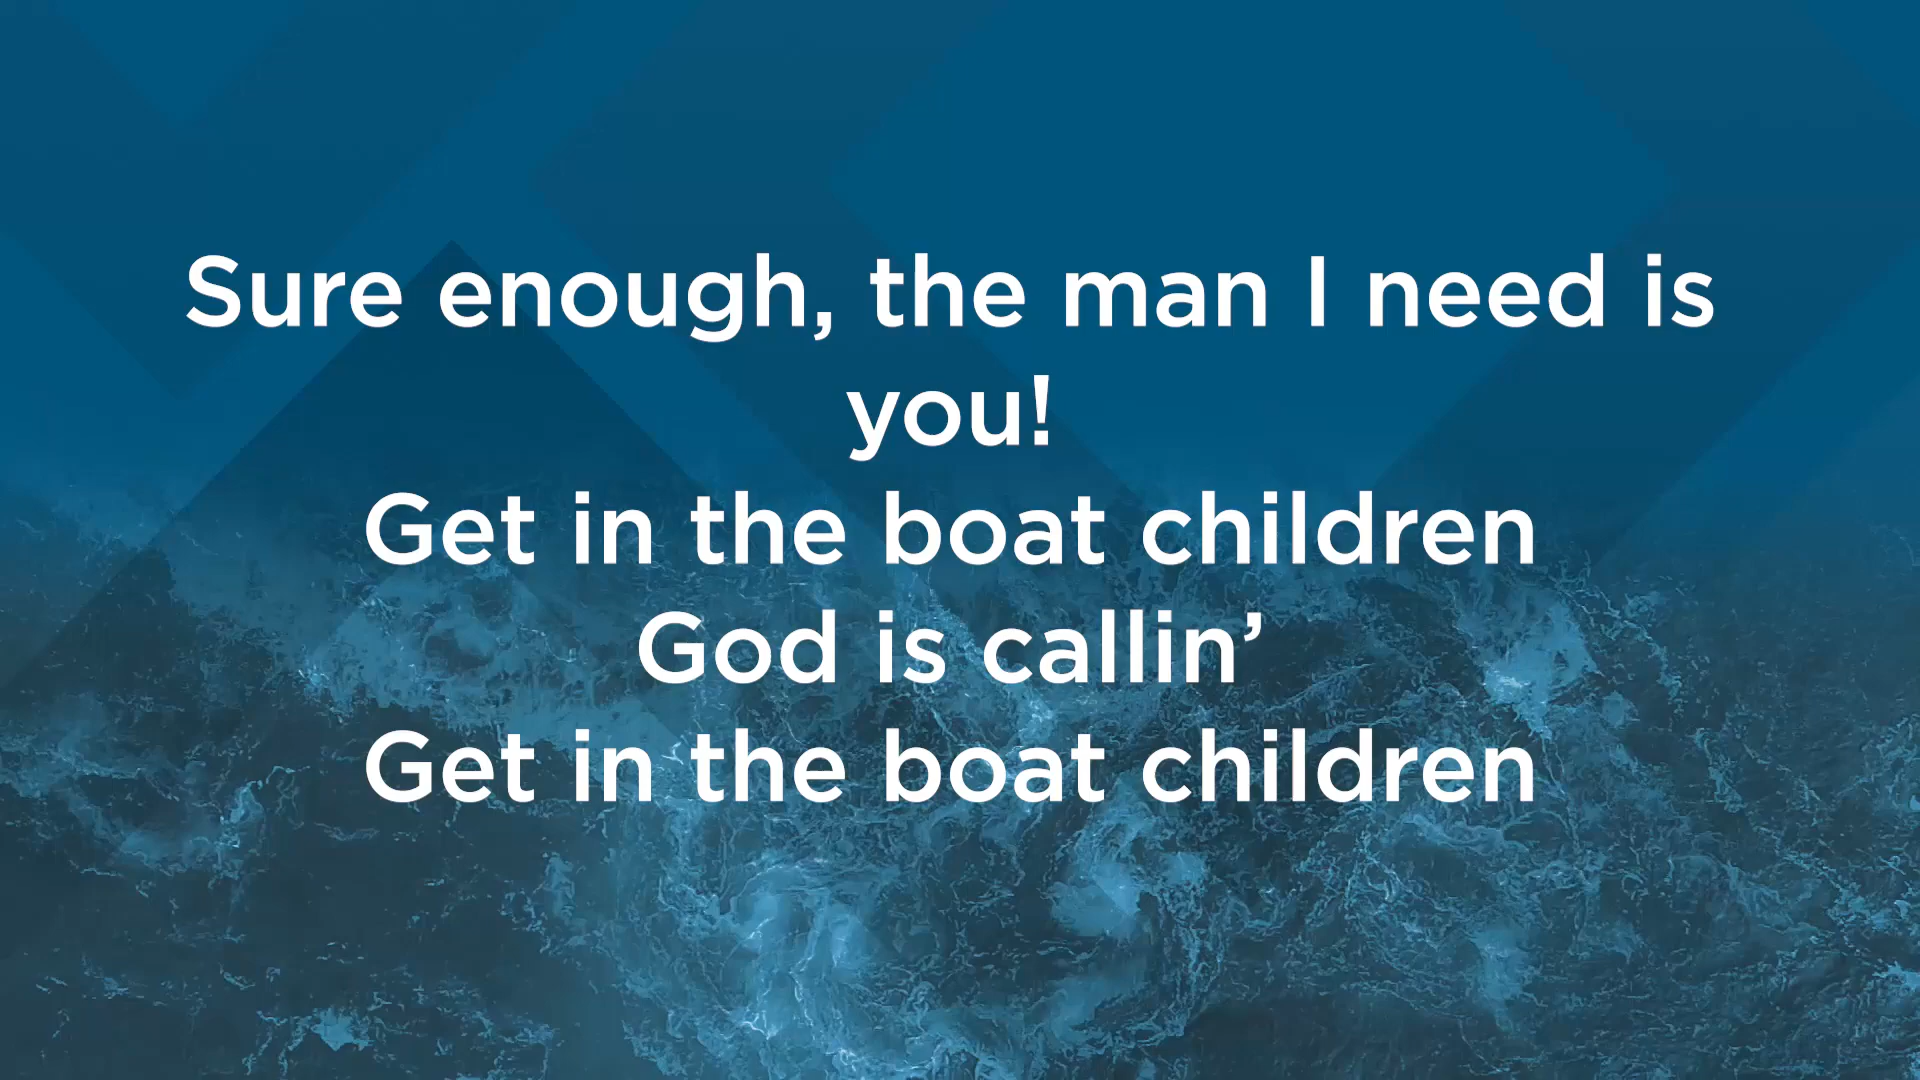 Sure enough, the man I need is
you!
Get in the boat children
God is callin’
Get in the boat children